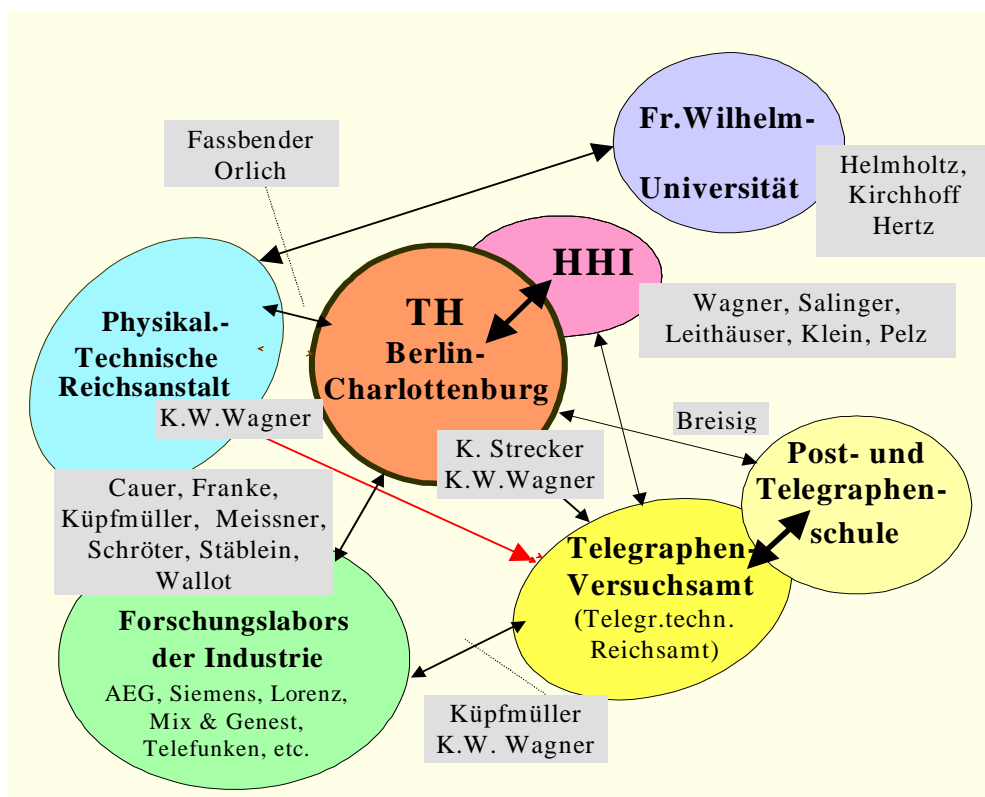 Fr.Wilhelm-
Universität
Fassbender
Orlich
Helmholtz,
Kirchhoff
Hertz
HHI
Wagner, Salinger,
Leithäuser, Klein, Pelz
TH
Berlin-
Charlottenburg
Physikal.-
Technische
Reichsanstalt
K.W.Wagner
Breisig
K. Strecker
K.W.Wagner
Post- und
Telegraphen-
schule
Cauer, Franke,
Küpfmüller, Meissner,
Schröter, Stäblein,
Wallot
Telegraphen-
Versuchsamt
(Telegr.techn.
Reichsamt)
Forschungslabors
der Industrie
AEG, Siemens, Lorenz,
Mix & Genest,
Telefunken, etc.
Küpfmüller
K.W. Wagner